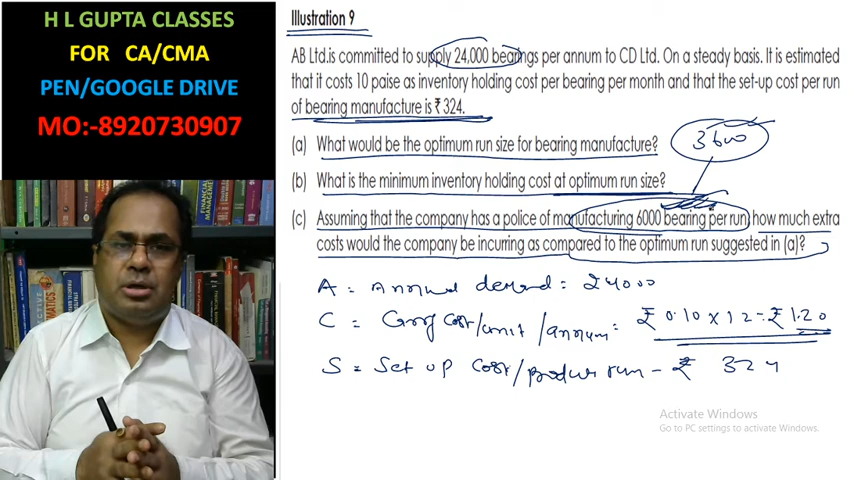 H L GUPTA CLASSES
FOR CA/CMA
PEN/GOOGLE DRIVE
MO:-8920730907
Illustration 9
AB Ltd.is committed to supply 24,000 bearings per annum to CD Ltd. On a steady basis. It is estimated
that it costs 10 paise as inventory holding cost per bearing per month and that the set-up cost per run
of bearing manufacture is ₹ 324.
(a) What would be the optimum run size for bearing manufacture?
3600
(b) What is the minimum inventory holding cost at optimum run size?
(c) Assuming that the company has a police of manufacturing 6000 bearing per run, how much extra
costs would the company be incurring as compared to the optimum run suggested in (a)?
A = Annual demand = 24000
C = Carrying Cost/unit/annum = ₹ 0.10 x 12 - ₹ 1.20
S = Set up Cost/ run - ₹ 324
Activate Windows
Go to PC settings to activate Windows.